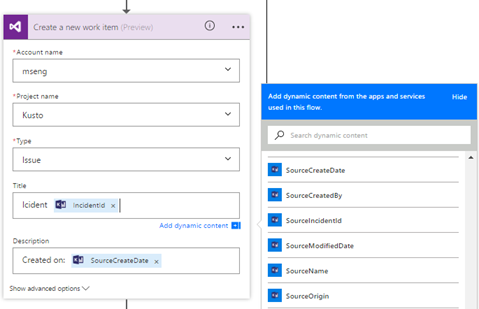 Create a new work item (Preview)
*Account name
mseng
*Project name
Kusto
*Type
Issue
Title
Icident IncidentId x
Add dynamic content
Description
Created on: SourceCreateDate x
Show advanced options
Add dynamic content from the apps and services
used in this flow.
Hide
Search dynamic content
SourceCreateDate
SourceCreatedBy
SourceIncidentId
SourceModifiedDate
SourceName
SourceOrigin